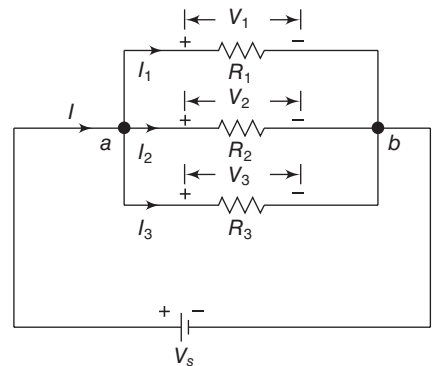 V1
+ −
I1 R1
I V2
+ −
a I2 R2 b
V3
+ −
I3 R3
+ −
Vs